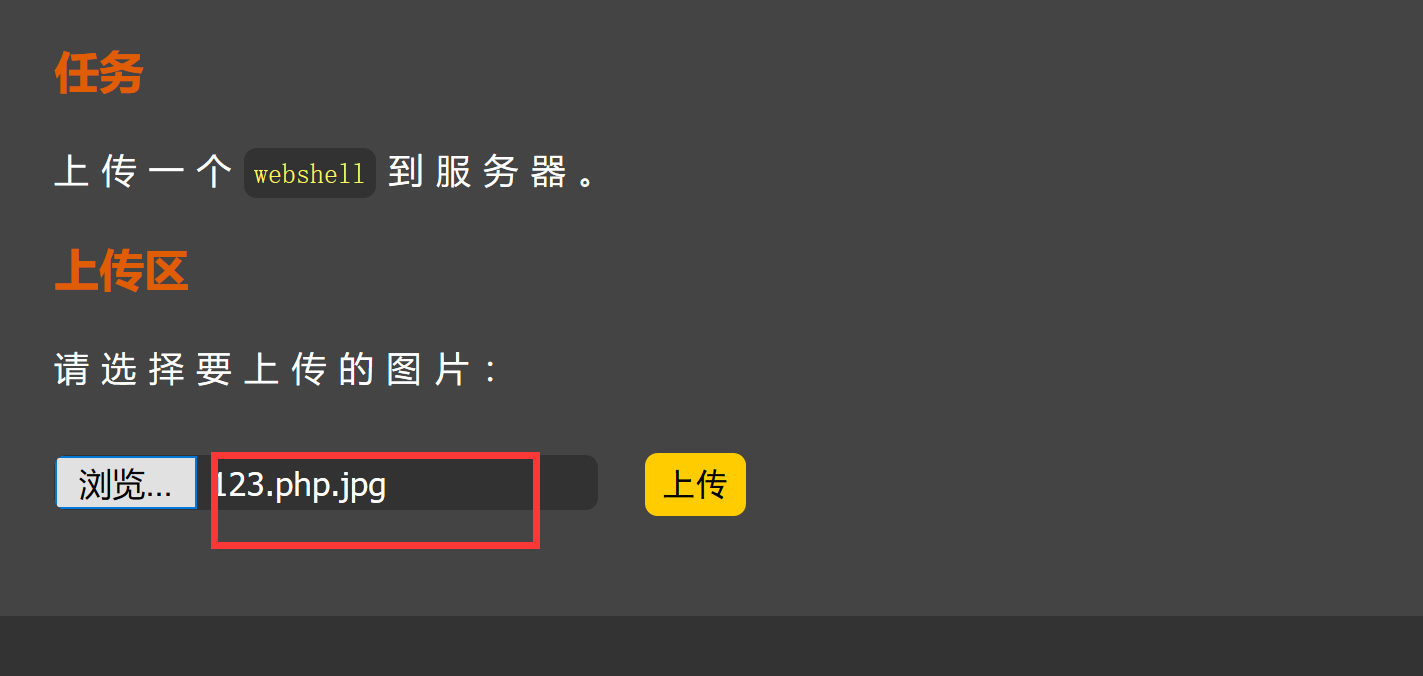 任务
上传一个 webshell 到服务器。
上传区
请选择要上传的图片：
浏览... 123.php.jpg 上传